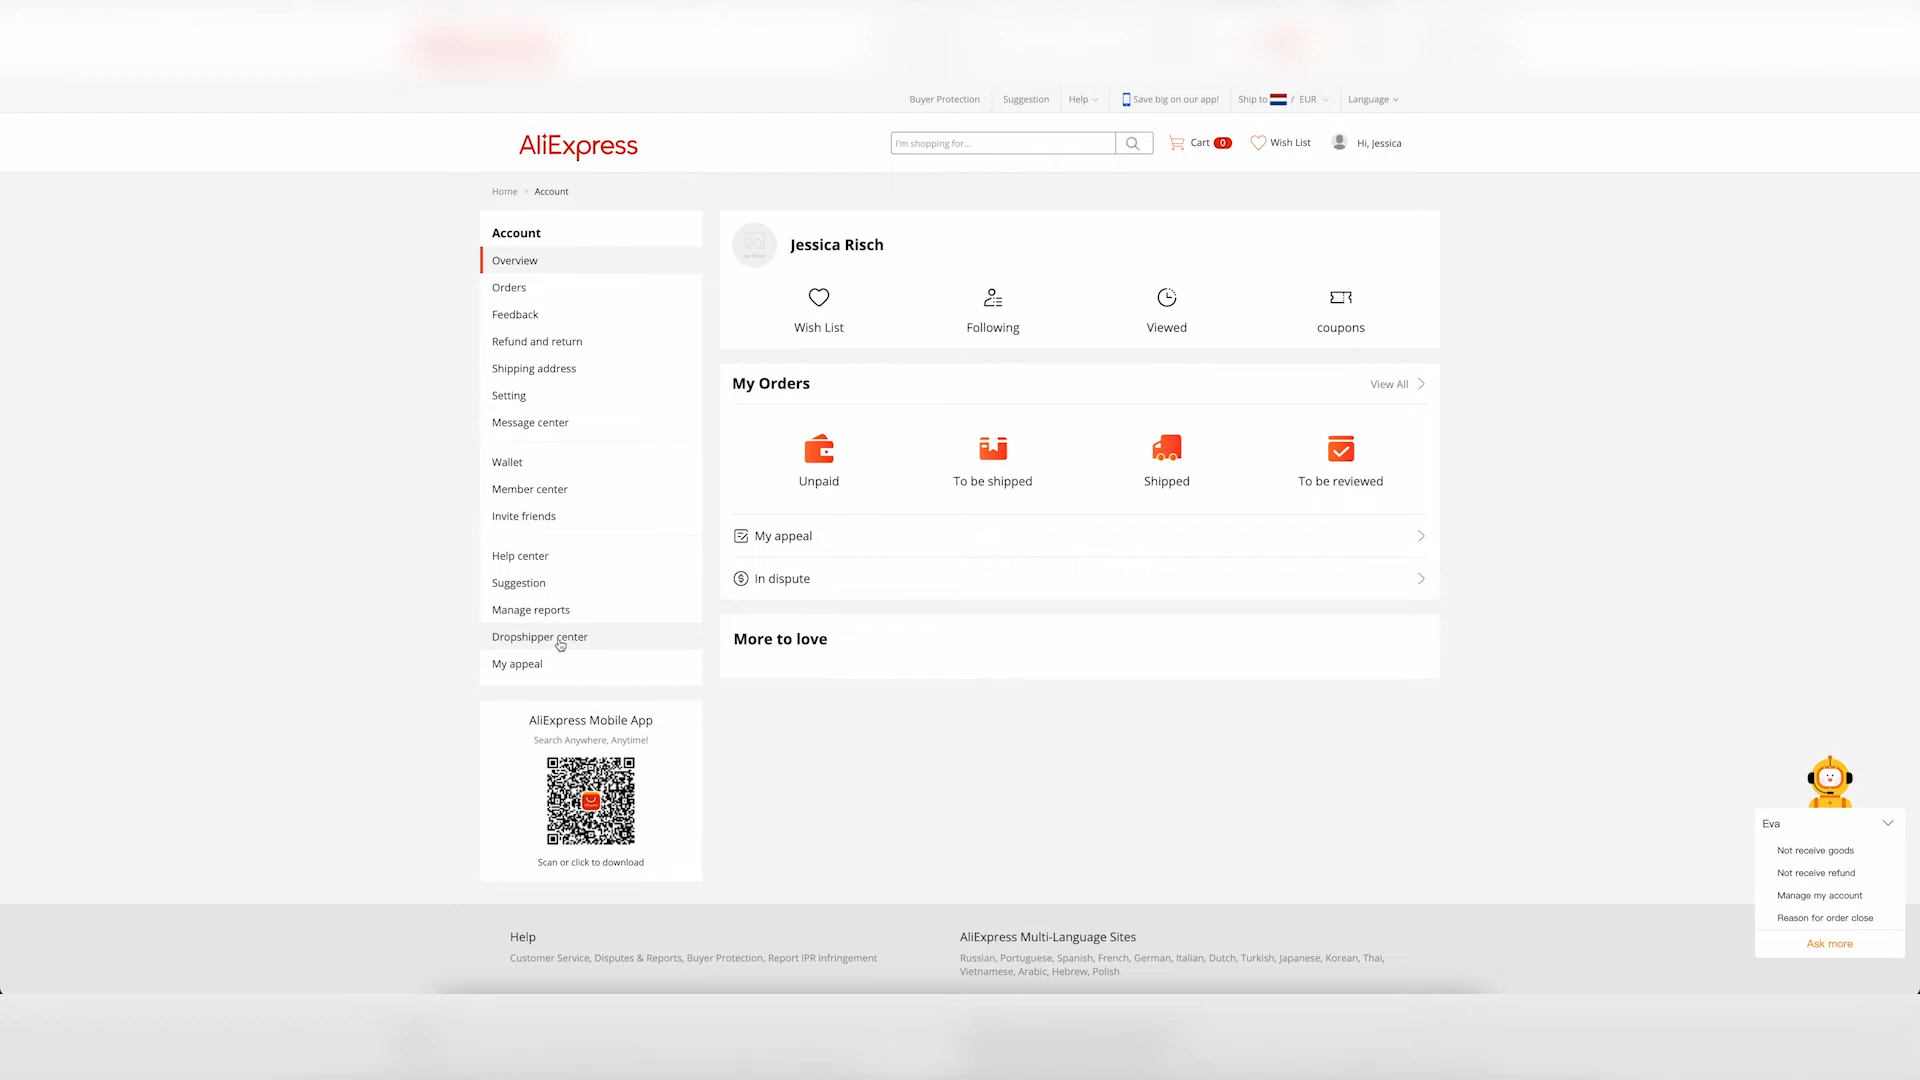 Buyer Protection
Suggestion
Help
Save big on our app!
Ship to / EUR
Language
AliExpress
I'm shopping for...
Cart 0
Wish List
Hi, Jessica
Home > Account
Account
Overview
Orders
Feedback
Refund and return
Shipping address
Setting
Message center
Wallet
Member center
Invite friends
Help center
Suggestion
Manage reports
Dropshipper center
My appeal
AliExpress Mobile App
Search Anywhere, Anytime!
Scan or click to download
Jessica Risch
Wish List
Following
Viewed
coupons
My Orders
View All
Unpaid
To be shipped
Shipped
To be reviewed
My appeal
In dispute
More to love
Eva
Not receive goods
Not receive refund
Manage my account
Reason for order close
Ask more
Help
Customer Service, Disputes & Reports, Buyer Protection, Report IPR infringement
AliExpress Multi-Language Sites
Russian, Portuguese, Spanish, French, German, Italian, Dutch, Turkish, Japanese, Korean, Thai,
Vietnamese, Arabic, Hebrew, Polish